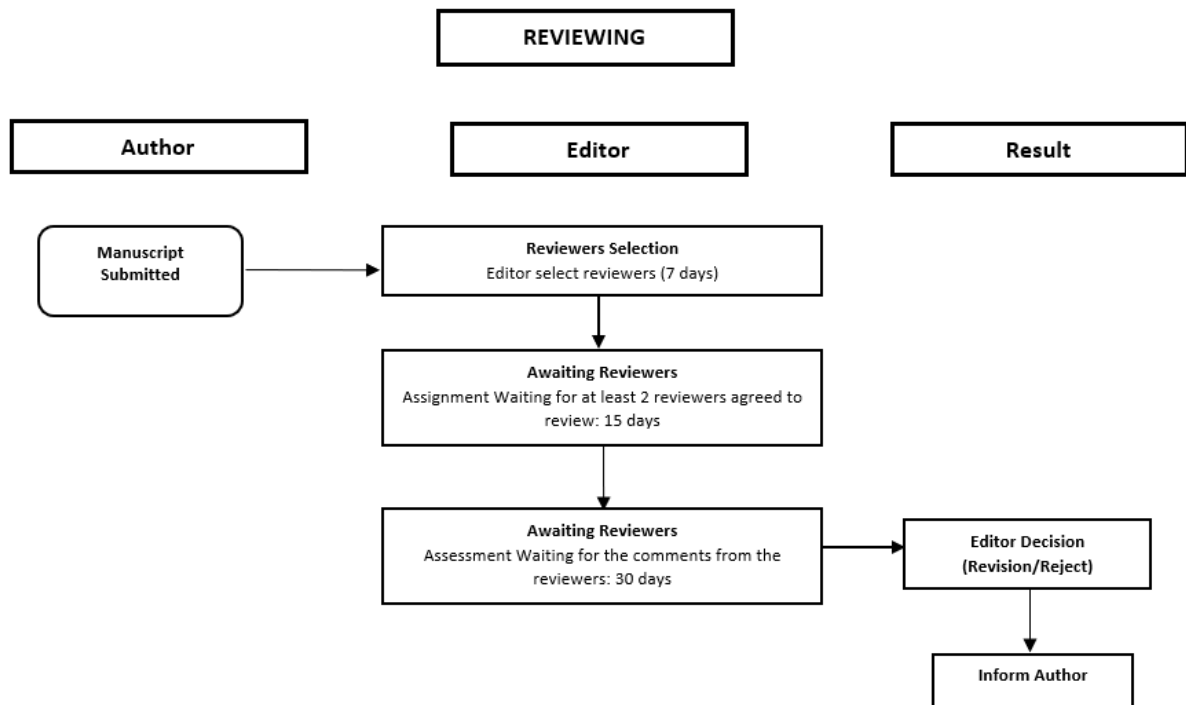 REVIEWING
Author
Editor
Result
Manuscript
Submitted
Reviewers Selection
Editor select reviewers (7 days)
Awaiting Reviewers
Assignment Waiting for at least 2 reviewers agreed to
review: 15 days
Awaiting Reviewers
Assessment Waiting for the comments from the
reviewers: 30 days
Editor Decision
(Revision/Reject)
Inform Author